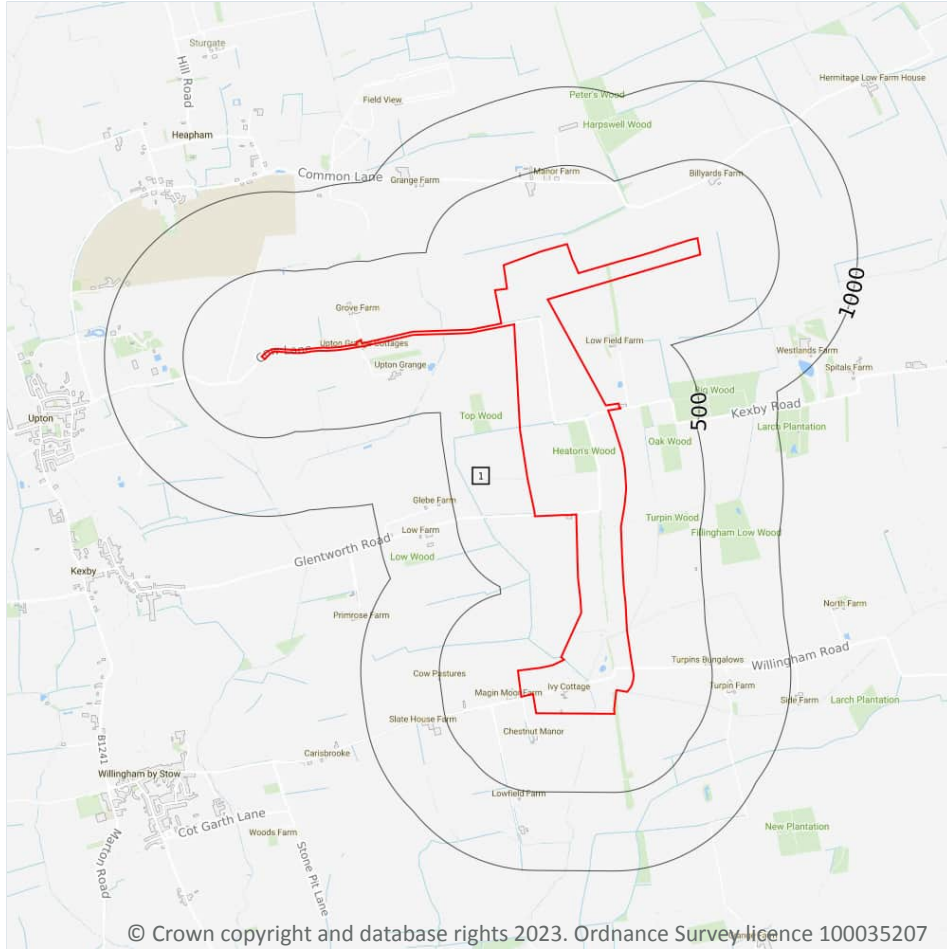 Sturgate
Hill Road
Hermitage Low Farm House
Field View
Peter's Wood
Heapham
Harpswell Wood
Common Lane
Grange Farm
Manor Farm
Billyards Farm
1000
Grove Farm
Upton Grange Cottages
Low Field Farm
Westlands Farm
Upton Grange
Spitals Farm
Big Wood
500
Kexby Road
Upton
Top Wood
Larch Plantation
Oak Wood
Heaton's Wood
1
Glebe Farm
Turpin Wood
Low Farm
Fillingham Low Wood
Glentworth Road
Low Wood
Kexby
North Farm
Primrose Farm
Willingham Road
Turpins Bungalows
Cow Pastures
Ivy Cottage
Turpin Farm
Magin Moor Farm
Side Farm
Larch Plantation
Slate House Farm
Chestnut Manor
B1241
Carisbrooke
Willingham by Stow
Lowfield Farm
Cot Garth Lane
New Plantation
Woods Farm
Marton Road
Stone Pit Lane
© Crown copyright and database rights 2023. Ordnance Survey licence 100035207